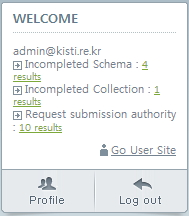 WELCOME
admin@kisti.re.kr
Incompleted Schema : 4
results
Incompleted Collection : 1
results
Request submission authority
: 10 results
Go User Site
Profile
Log out